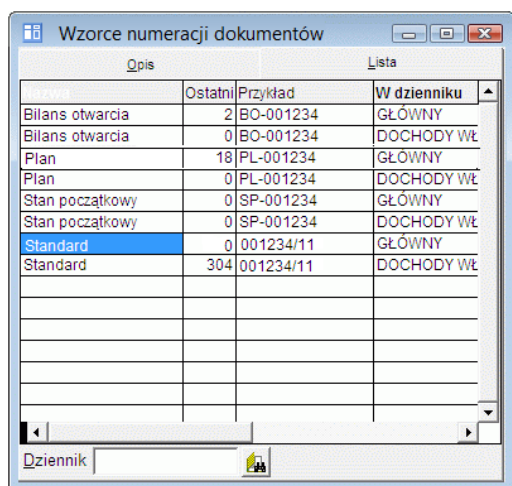 Wzorce numeracji dokumentów
Opis Lista
Nazwa Ostatni Przykład W dzienniku
Bilans otwarcia 2 BO-001234 GŁÓWNY
Bilans otwarcia 0 BO-001234 DOCHODY WŁ
Plan 18 PL-001234 GŁÓWNY
Plan 0 PL-001234 DOCHODY WŁ
Stan początkowy 0 SP-001234 GŁÓWNY
Stan początkowy 0 SP-001234 DOCHODY WŁ
Standard 0 001234/11 GŁÓWNY
Standard 304 001234/11 DOCHODY WŁ
Dziennik